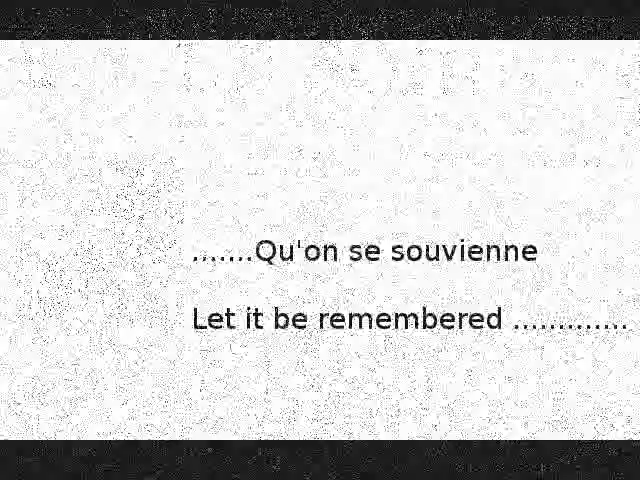 .......Qu'on se souvienne
Let it be remembered .............